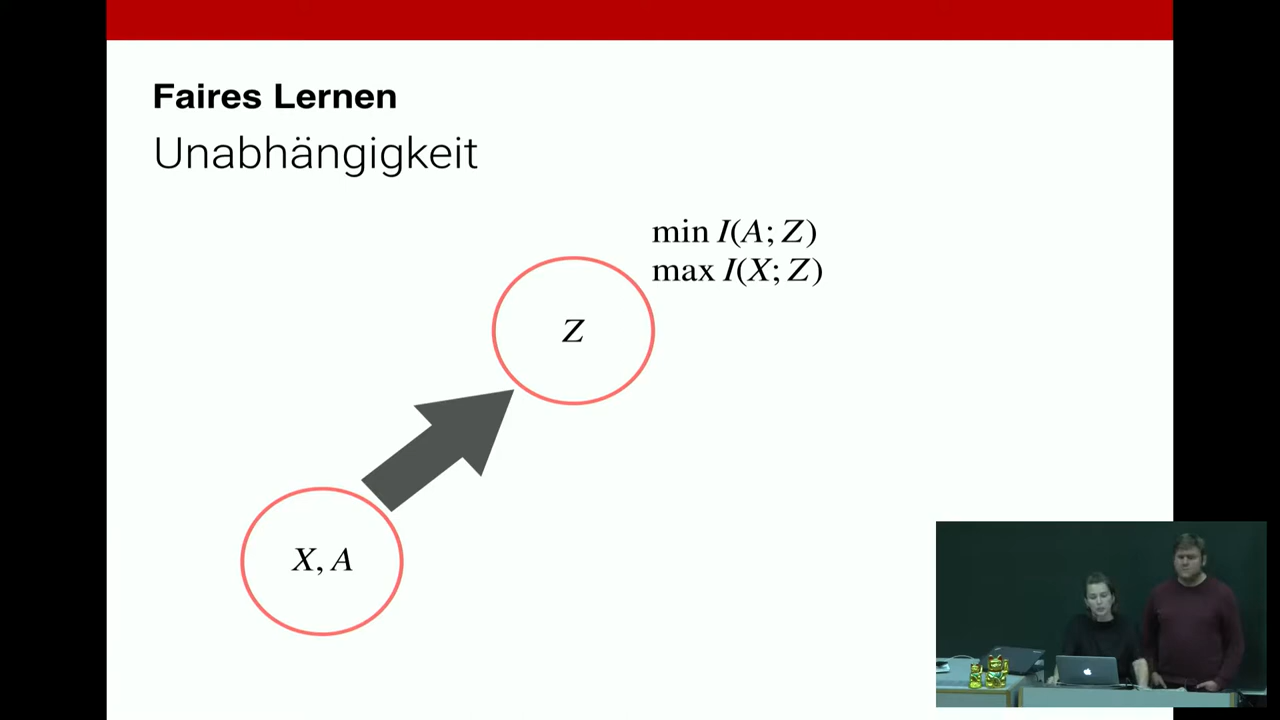 Faires Lernen
Unabhängigkeit
min I(A; Z)
max I(X; Z)
Z
X, A